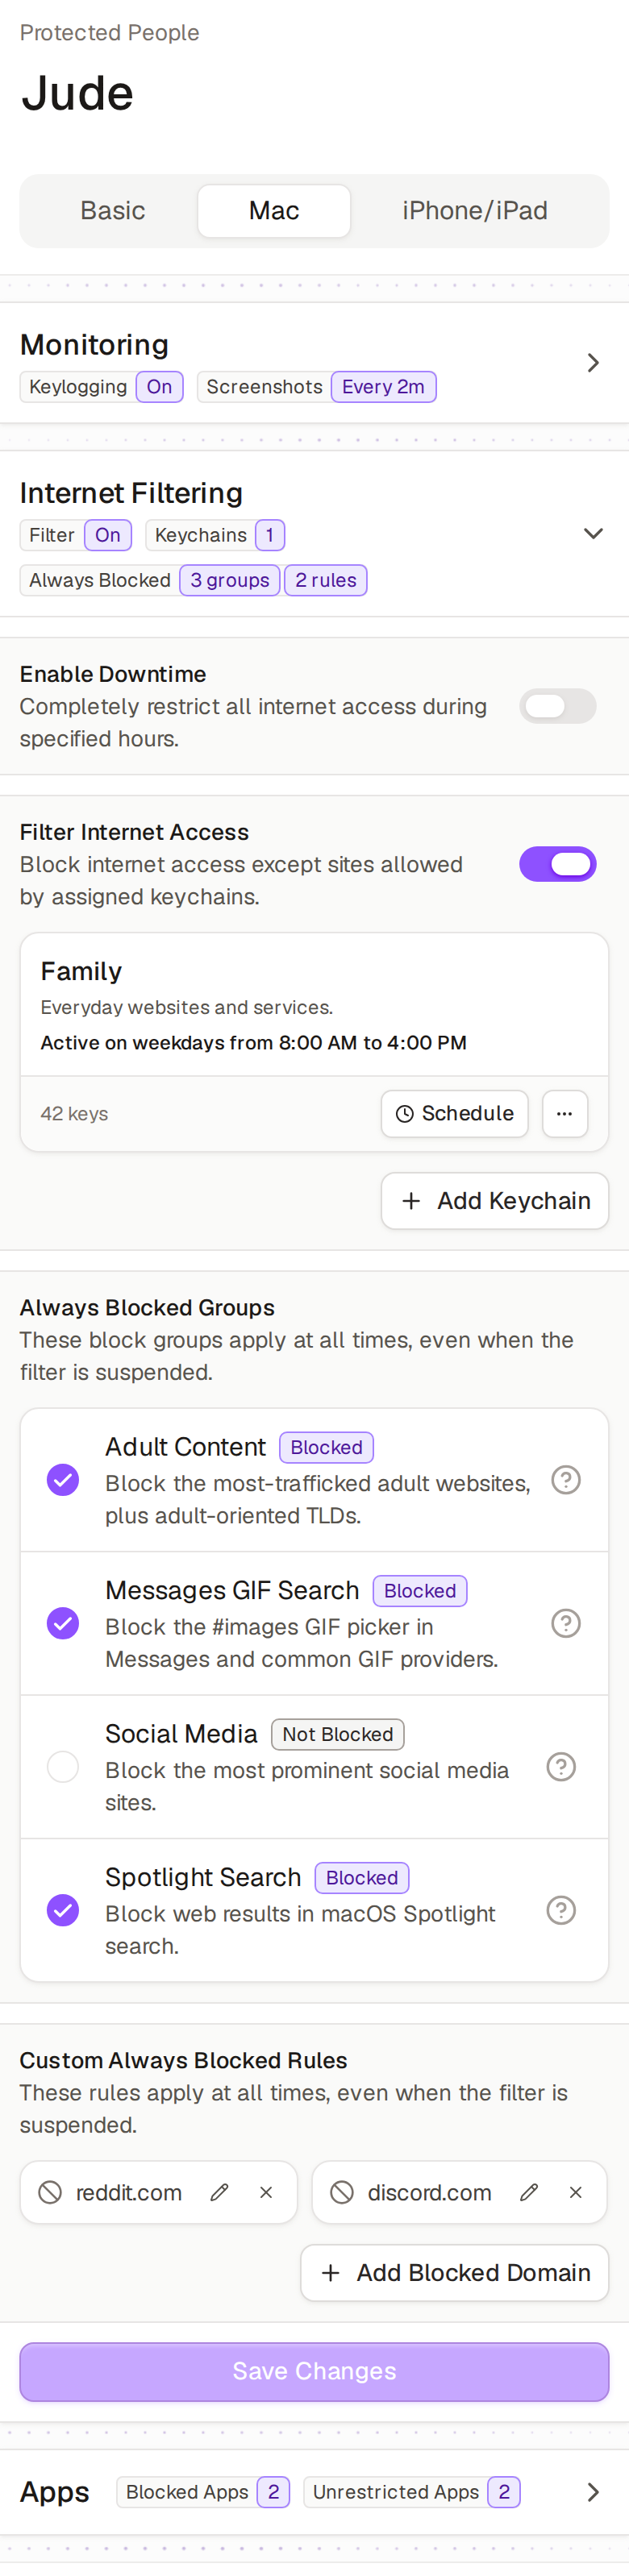 Protected People
Jude
Basic Mac iPhone/iPad
Monitoring
Keylogging On Screenshots Every 2m
Internet Filtering
Filter On Keychains 1
Always Blocked 3 groups 2 rules
Enable Downtime
Completely restrict all internet access during
specified hours.
Filter Internet Access
Block internet access except sites allowed
by assigned keychains.
Family
Everyday websites and services.
Active on weekdays from 8:00 AM to 4:00 PM
42 keys Schedule
Add Keychain
Always Blocked Groups
These block groups apply at all times, even when the
filter is suspended.
Adult Content Blocked
Block the most-trafficked adult websites,
plus adult-oriented TLDs.
Messages GIF Search Blocked
Block the #images GIF picker in
Messages and common GIF providers.
Social Media Not Blocked
Block the most prominent social media
sites.
Spotlight Search Blocked
Block web results in macOS Spotlight
search.
Custom Always Blocked Rules
These rules apply at all times, even when the filter is
suspended.
reddit.com discord.com
Add Blocked Domain
Save Changes
Apps Blocked Apps 2 Unrestricted Apps 2